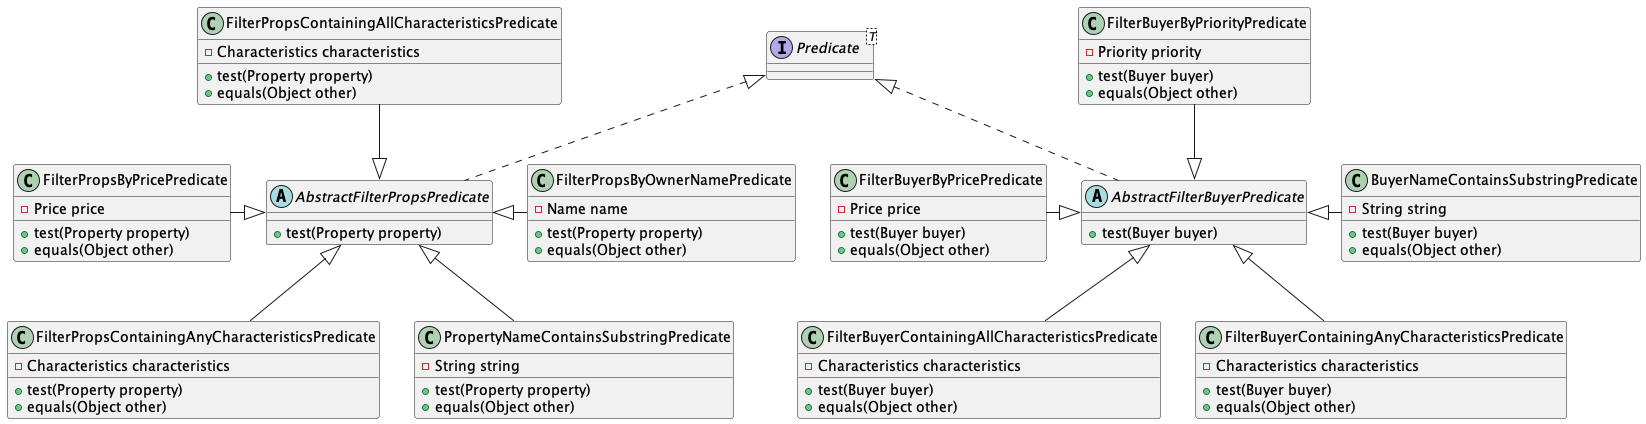 C FilterPropsContainingAllCharacteristicsPredicate
Characteristics characteristics
test(Property property)
equals(Object other)
I Predicate T
C FilterBuyerByPriorityPredicate
Priority priority
test(Buyer buyer)
equals(Object other)
C FilterPropsByPricePredicate
Price price
test(Property property)
equals(Object other)
A AbstractFilterPropsPredicate
test(Property property)
C FilterPropsByOwnerNamePredicate
Name name
test(Property property)
equals(Object other)
C FilterBuyerByPricePredicate
Price price
test(Buyer buyer)
equals(Object other)
A AbstractFilterBuyerPredicate
test(Buyer buyer)
C BuyerNameContainsSubstringPredicate
String string
test(Buyer buyer)
equals(Object other)
C FilterPropsContainingAnyCharacteristicsPredicate
Characteristics characteristics
test(Property property)
equals(Object other)
C PropertyNameContainsSubstringPredicate
String string
test(Property property)
equals(Object other)
C FilterBuyerContainingAllCharacteristicsPredicate
Characteristics characteristics
test(Buyer buyer)
equals(Object other)
C FilterBuyerContainingAnyCharacteristicsPredicate
Characteristics characteristics
test(Buyer buyer)
equals(Object other)